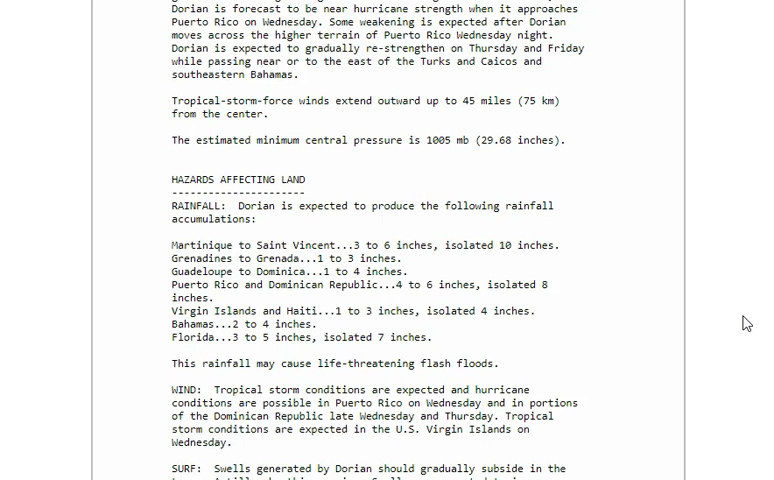 Dorian is forecast to be near hurricane strength when it approaches
Puerto Rico on Wednesday. Some weakening is expected after Dorian
moves across the higher terrain of Puerto Rico Wednesday night.
Dorian is expected to gradually re-strengthen on Thursday and Friday
while passing near or to the east of the Turks and Caicos and
southeastern Bahamas.
Tropical-storm-force winds extend outward up to 45 miles (75 km)
from the center.
The estimated minimum central pressure is 1005 mb (29.68 inches).
HAZARDS AFFECTING LAND
----------------------
RAINFALL:  Dorian is expected to produce the following rainfall
accumulations:
Martinique to Saint Vincent...3 to 6 inches, isolated 10 inches.
Grenadines to Grenada...1 to 3 inches.
Guadeloupe to Dominica...1 to 4 inches.
Puerto Rico and Dominican Republic...4 to 6 inches, isolated 8
inches.
Virgin Islands and Haiti...1 to 3 inches, isolated 4 inches.
Bahamas...2 to 4 inches.
Florida...3 to 5 inches, isolated 7 inches.
This rainfall may cause life-threatening flash floods.
WIND:  Tropical storm conditions are expected and hurricane
conditions are possible in Puerto Rico on Wednesday and in portions
of the Dominican Republic late Wednesday and Thursday. Tropical
storm conditions are expected in the U.S. Virgin Islands on
Wednesday.
SURF:  Swells generated by Dorian should gradually subside in the